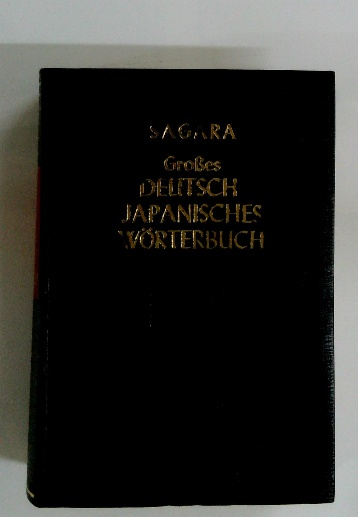 SAGARA
Großes
DEUTSCH
JAPANISCHES
WÖRTERBUCH